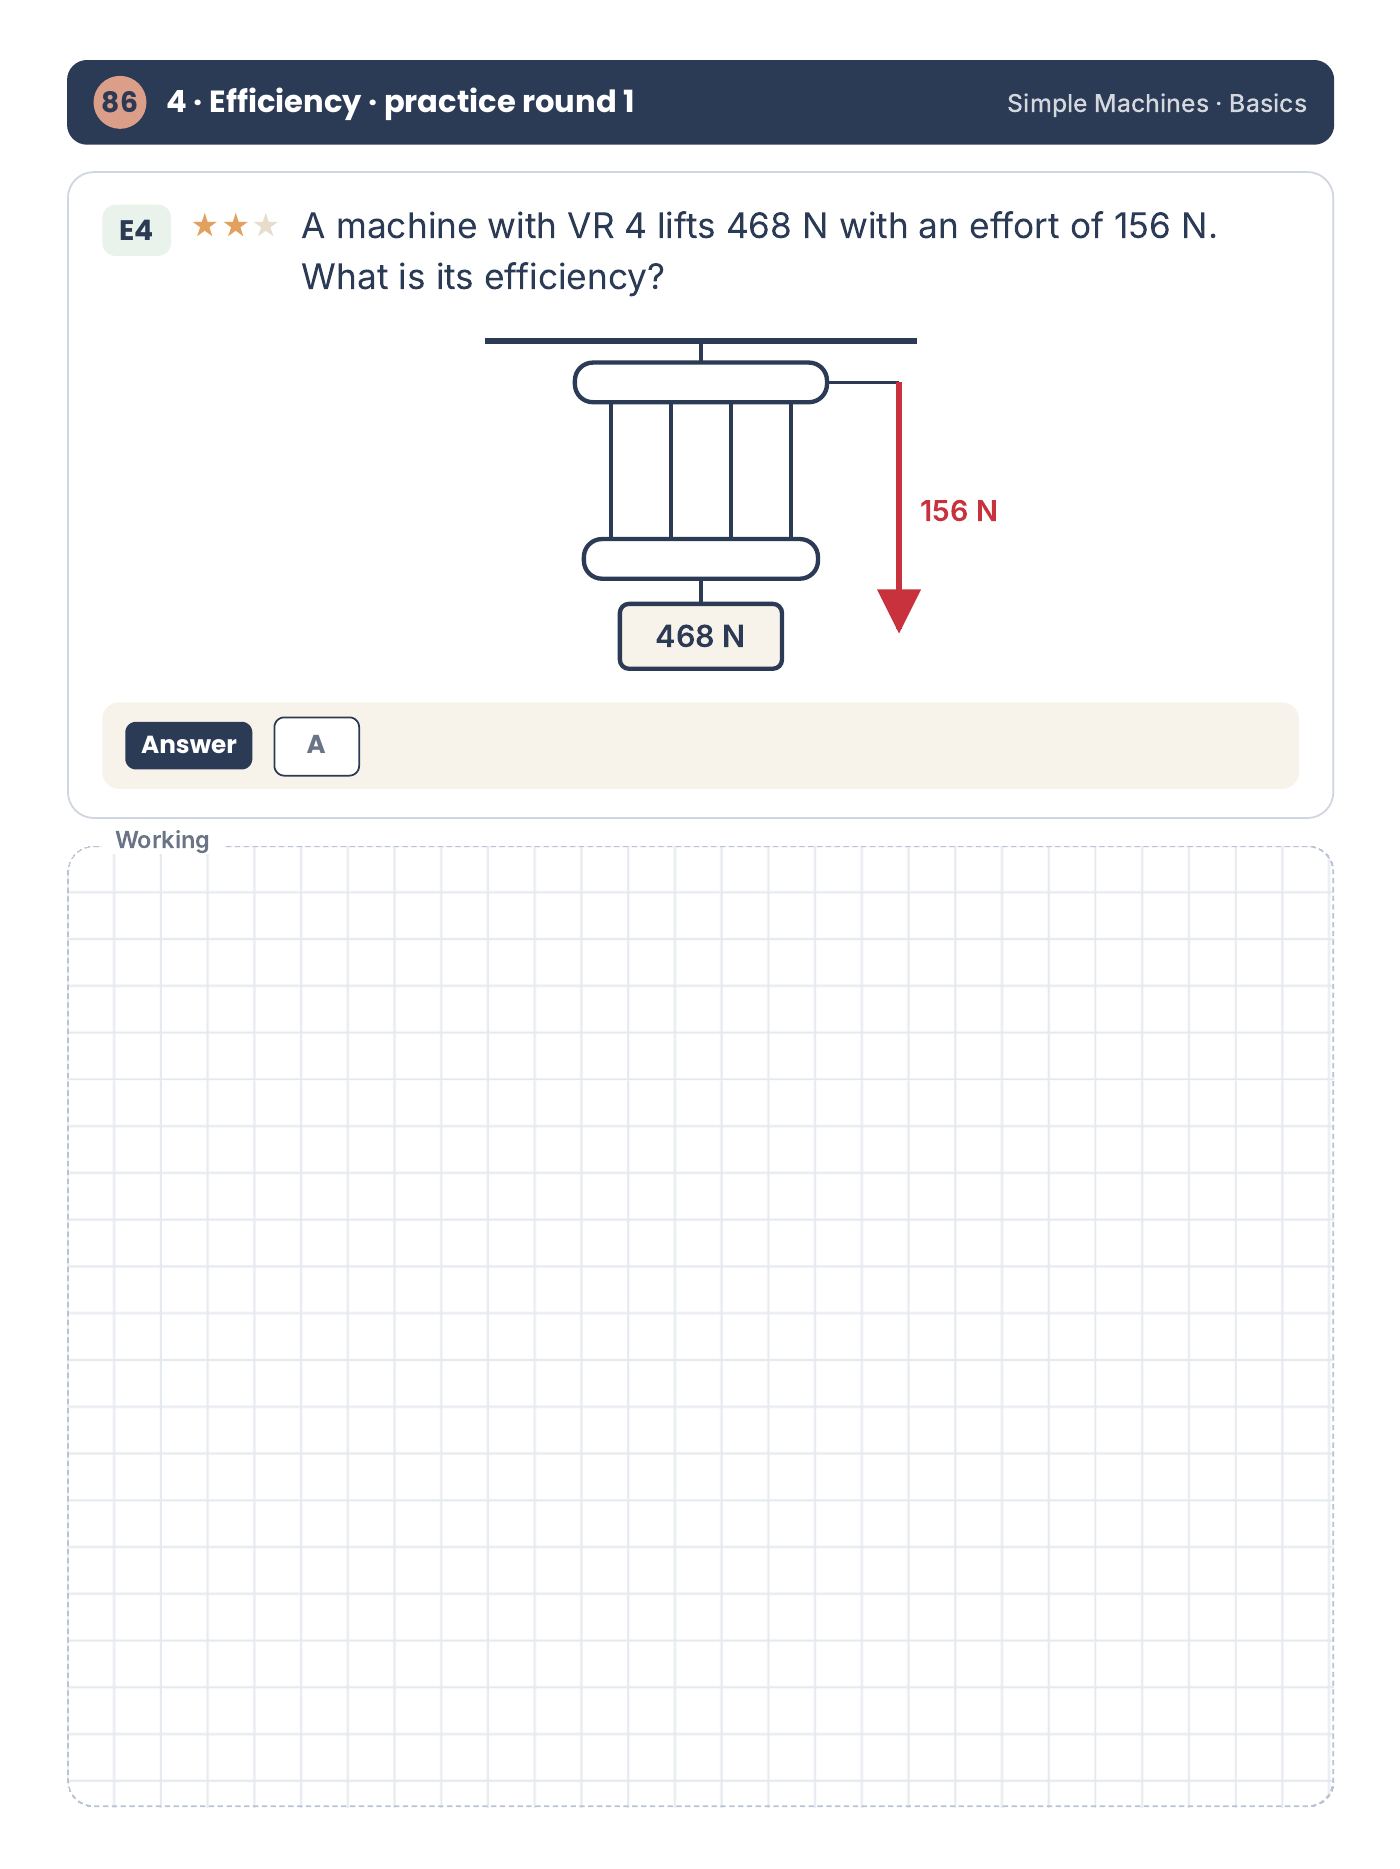 86 4 · Efficiency · practice round 1 Simple Machines · Basics
E4 ★★★ A machine with VR 4 lifts 468 N with an effort of 156 N.
What is its efficiency?
156 N
468 N
Answer A
Working